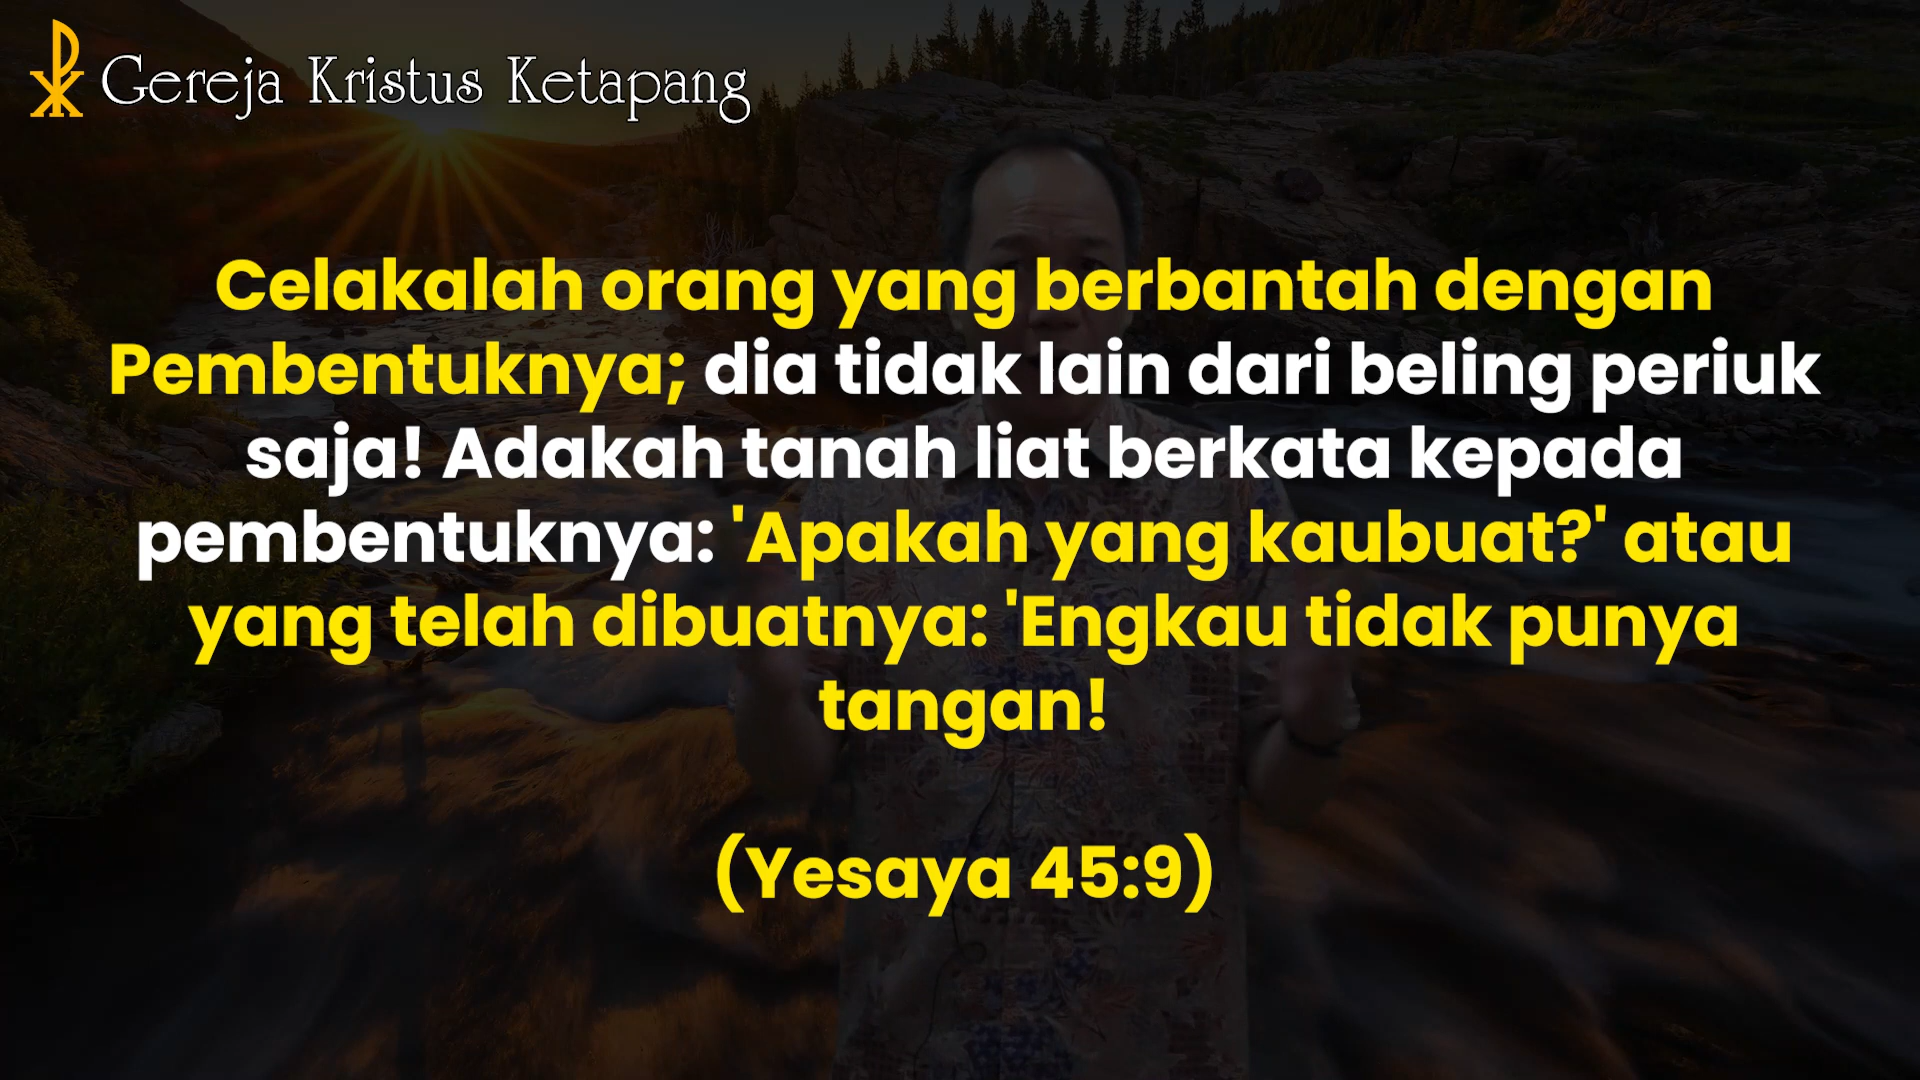 Gereja Kristus Ketapang
Celakalah orang yang berbantah dengan
Pembentuknya; dia tidak lain dari beling periuk
saja! Adakah tanah liat berkata kepada
pembentuknya: 'Apakah yang kaubuat?' atau
yang telah dibuatnya: 'Engkau tidak punya
tangan!
(Yesaya 45:9)